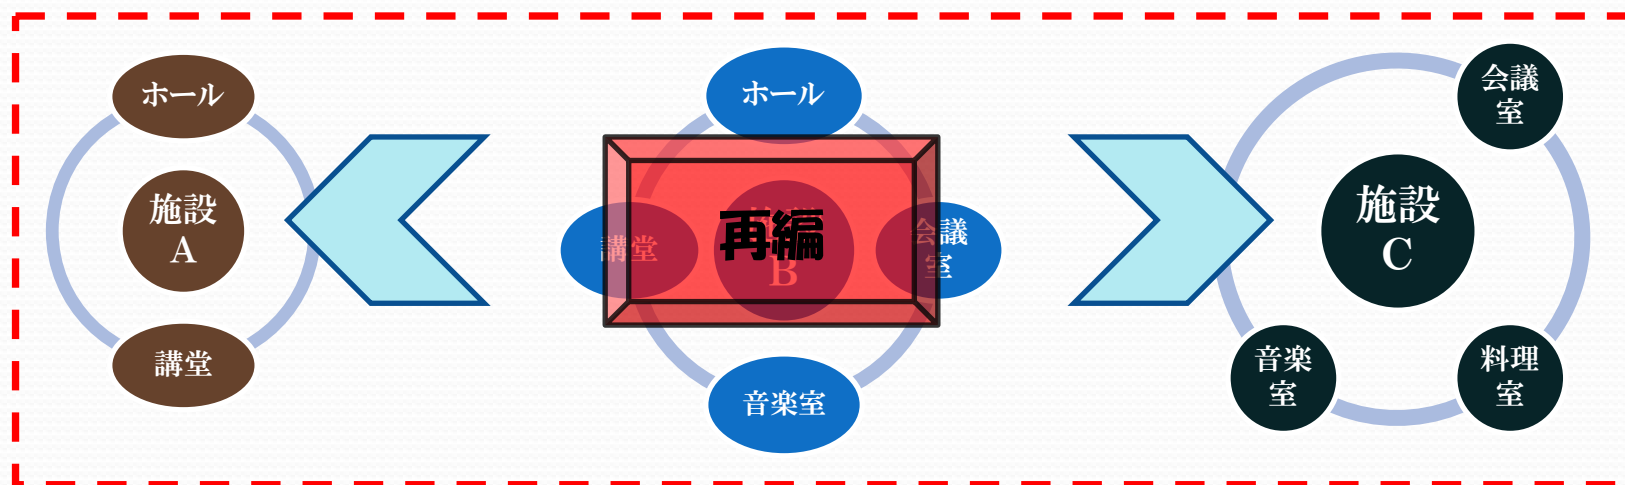 ホール
施設
A
講堂
ホール
講堂
再編
B
会議
室
音楽室
会議
室
施設
C
音楽
室
料理
室